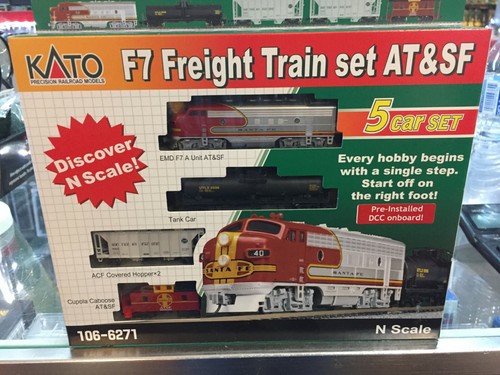 KATO
PRECISION RAILROAD MODELS
F7 Freight Train set AT&SF
5 car SET
Discover
N Scale!
EMD F7 A Unit AT&SF
Tank Car
ACF Covered Hopper×2
Cupola Caboose
AT&SF
Every hobby begins
with a single step.
Start off on
the right foot!
Pre-Installed
DCC onboard!
40
SANTA FE
SANTA FE
106-6271
N Scale